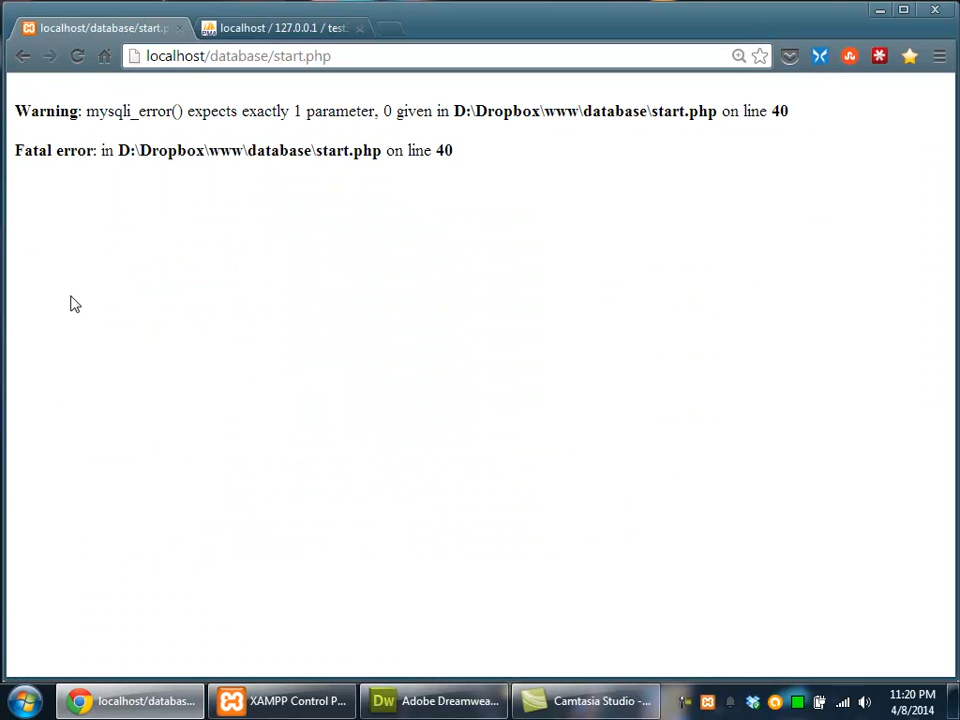 localhost/database/start.p
localhost / 127.0.0.1 / test
localhost/database/start.php
Warning: mysqli_error() expects exactly 1 parameter, 0 given in D:\Dropbox\www\database\start.php on line 40
Fatal error: in D:\Dropbox\www\database\start.php on line 40
localhost/databas...
XAMPP Control P...
Dw
Adobe Dreamwea...
Camtasia Studio -...
11:20 PM
4/8/2014